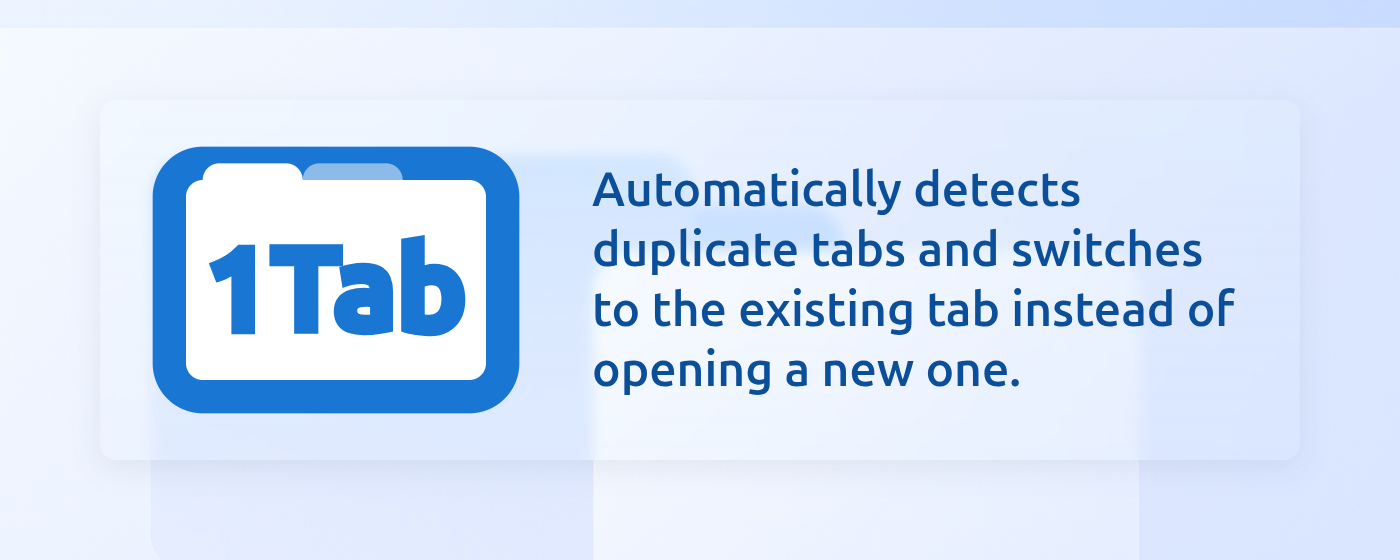 1Tab
Automatically detects
duplicate tabs and switches
to the existing tab instead of
opening a new one.